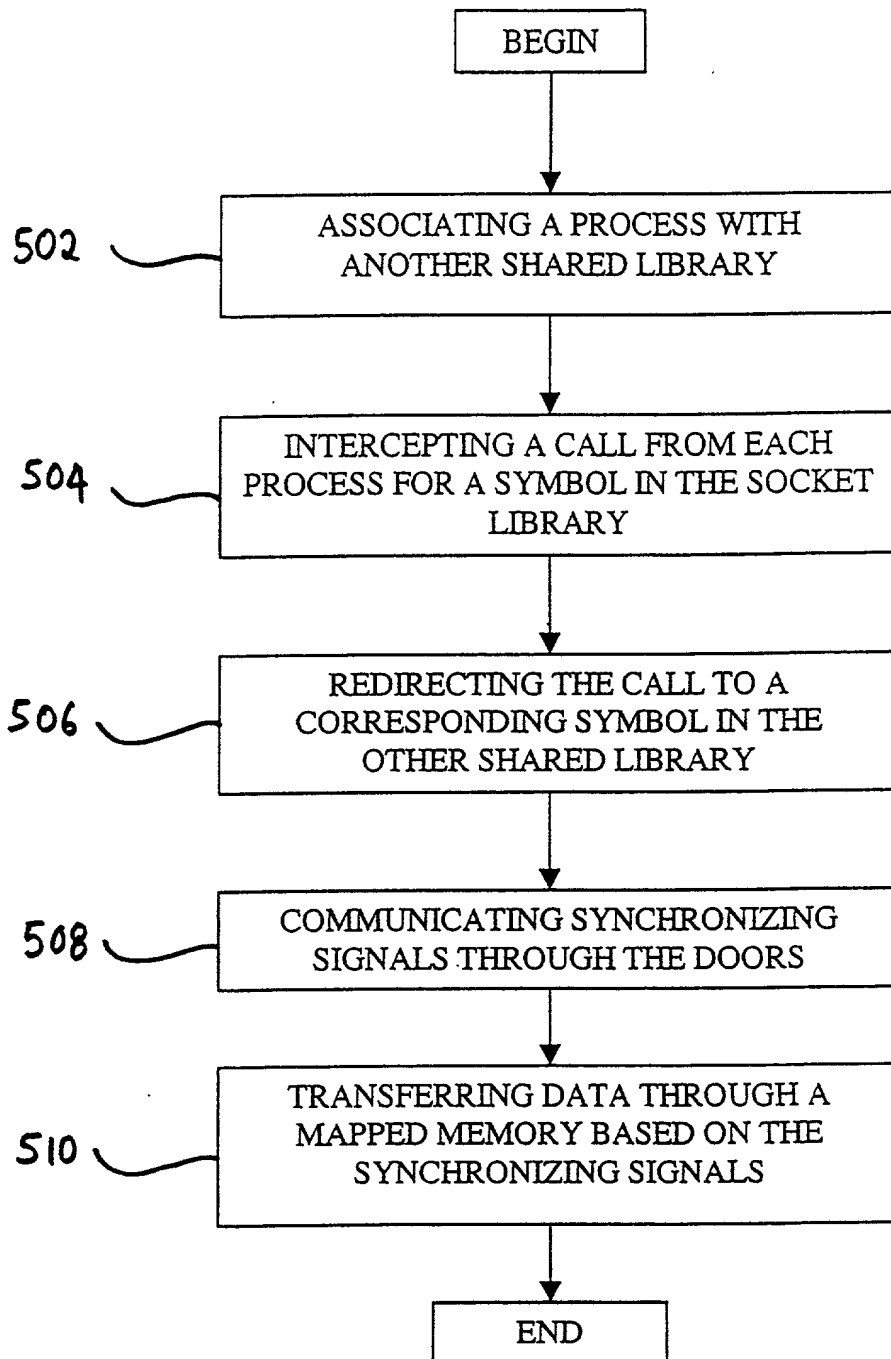 BEGIN
502
ASSOCIATING A PROCESS WITH
ANOTHER SHARED LIBRARY
504
INTERCEPTING A CALL FROM EACH
PROCESS FOR A SYMBOL IN THE SOCKET
LIBRARY
506
REDIRECTING THE CALL TO A
CORRESPONDING SYMBOL IN THE
OTHER SHARED LIBRARY
508
COMMUNICATING SYNCHRONIZING
SIGNALS THROUGH THE DOORS
510
TRANSFERRING DATA THROUGH A
MAPPED MEMORY BASED ON THE
SYNCHRONIZING SIGNALS
END